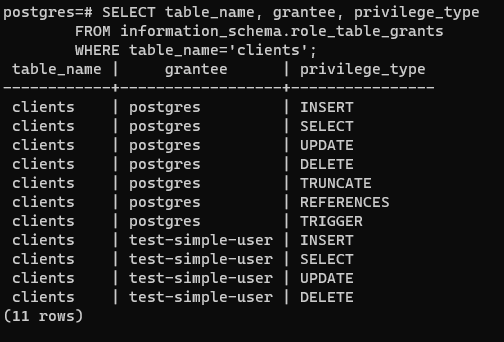 postgres=# SELECT table_name, grantee, privilege_type
        FROM information_schema.role_table_grants
        WHERE table_name='clients';
 table_name |     grantee      | privilege_type
------------+------------------+----------------
 clients    | postgres         | INSERT
 clients    | postgres         | SELECT
 clients    | postgres         | UPDATE
 clients    | postgres         | DELETE
 clients    | postgres         | TRUNCATE
 clients    | postgres         | REFERENCES
 clients    | postgres         | TRIGGER
 clients    | test-simple-user | INSERT
 clients    | test-simple-user | SELECT
 clients    | test-simple-user | UPDATE
 clients    | test-simple-user | DELETE
(11 rows)